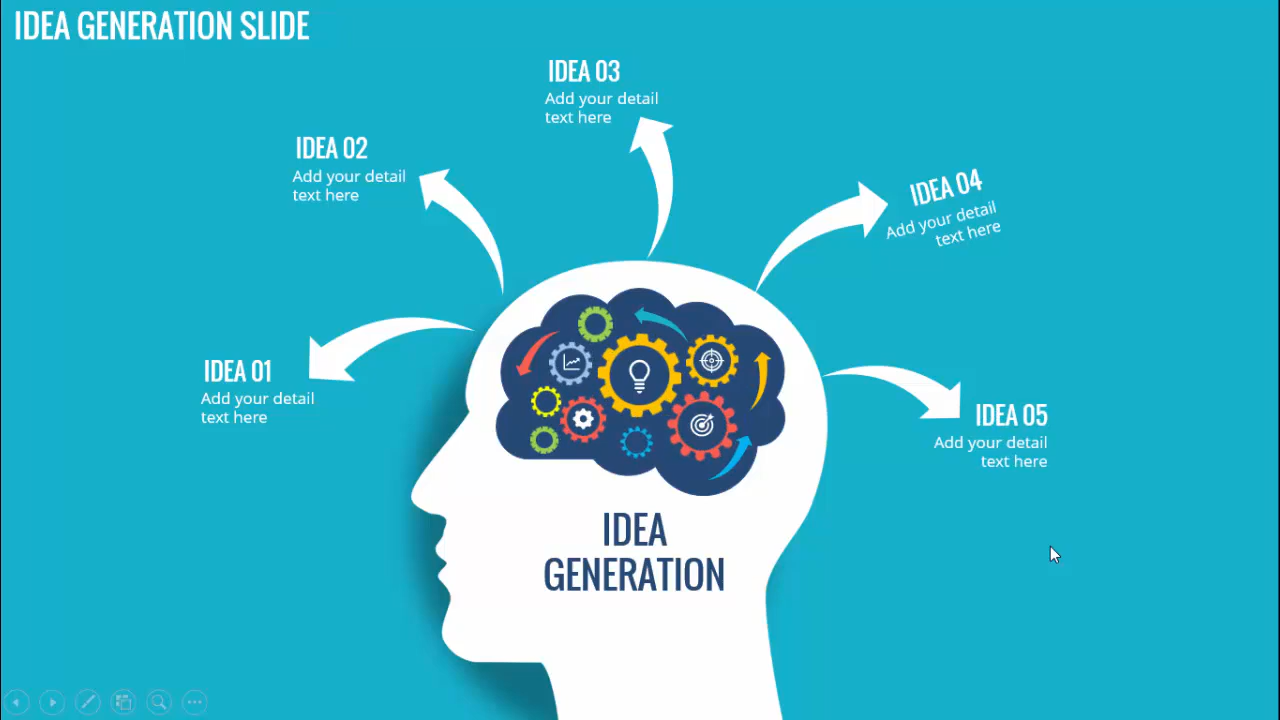 IDEA GENERATION SLIDE
IDEA 03
Add your detail
text here
IDEA 02
Add your detail
text here
IDEA 04
Add your detail
text here
IDEA 01
Add your detail
text here
IDEA 05
Add your detail
text here
IDEA
GENERATION